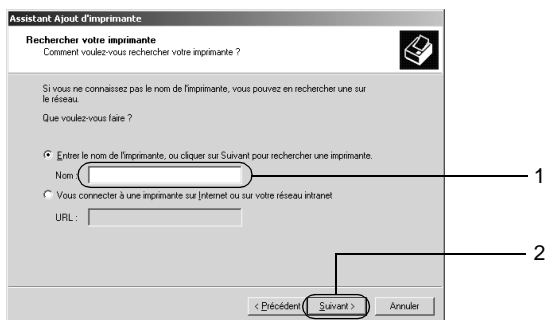 Assistant Ajout d'imprimante
Rechercher votre imprimante
Comment voulez-vous rechercher votre imprimante ?
Si vous ne connaissez pas le nom de l'imprimante, vous pouvez en rechercher une sur
le réseau.
Que voulez-vous faire ?
Entrer le nom de l'imprimante, ou cliquer sur Suivant pour rechercher une imprimante.
Nom :
1
Vous connecter à une imprimante sur Internet ou sur votre réseau intranet
URL :
2
< Précédent
Suivant >
Annuler